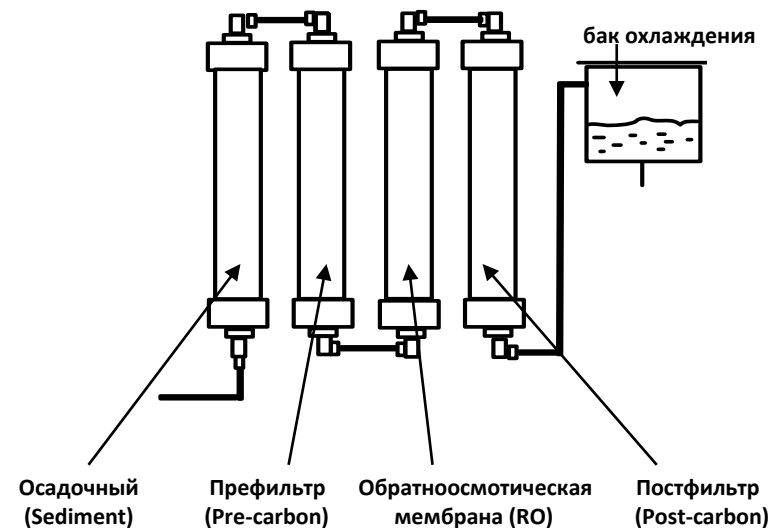 бак охлаждения
Осадочный
(Sediment)
Префильтр
(Pre-carbon)
Обратноосмотическая
мембрана (RO)
Постфильтр
(Post-carbon)